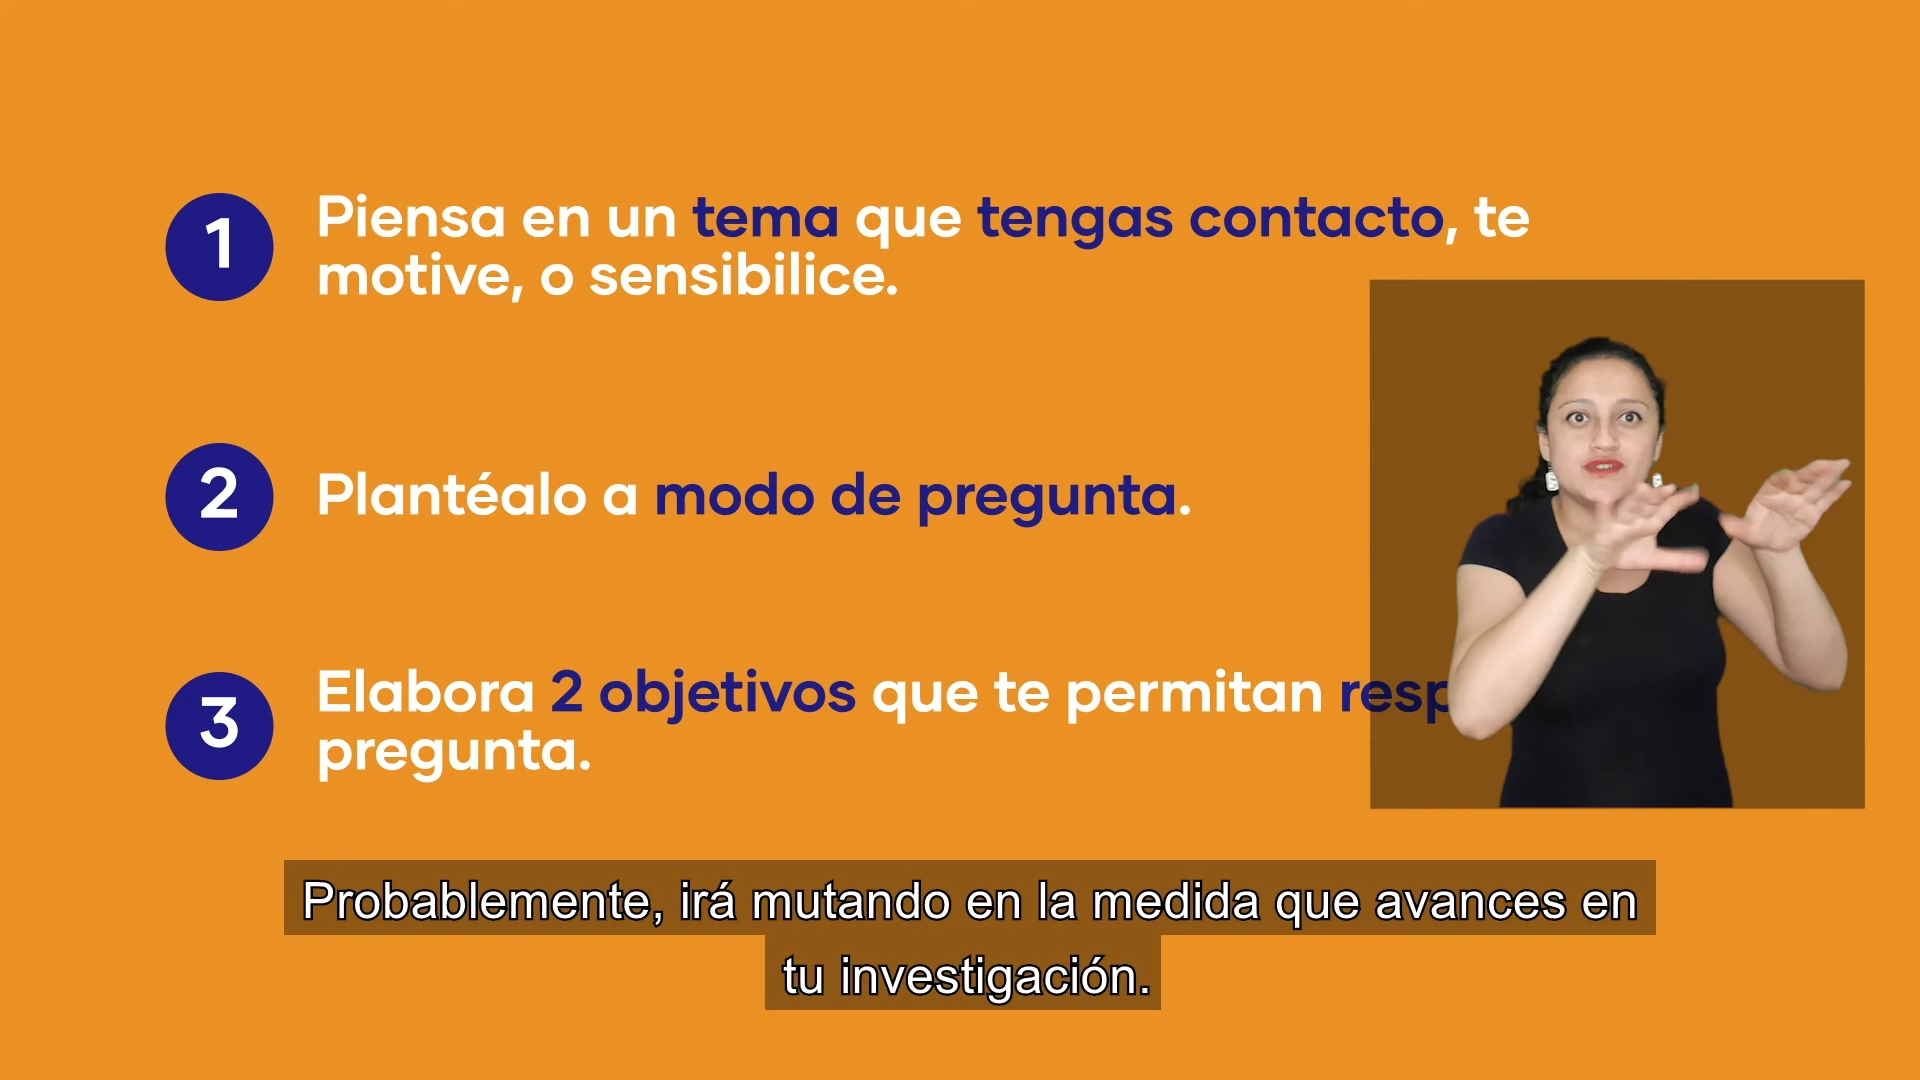 1
Piensa en un tema que tengas contacto, te
motive, o sensibilice.
2
Plantéalo a modo de pregunta.
3
Elabora 2 objetivos que te permitan
pregunta.
Probablemente, irá mutando en la medida que avances en
tu investigación.